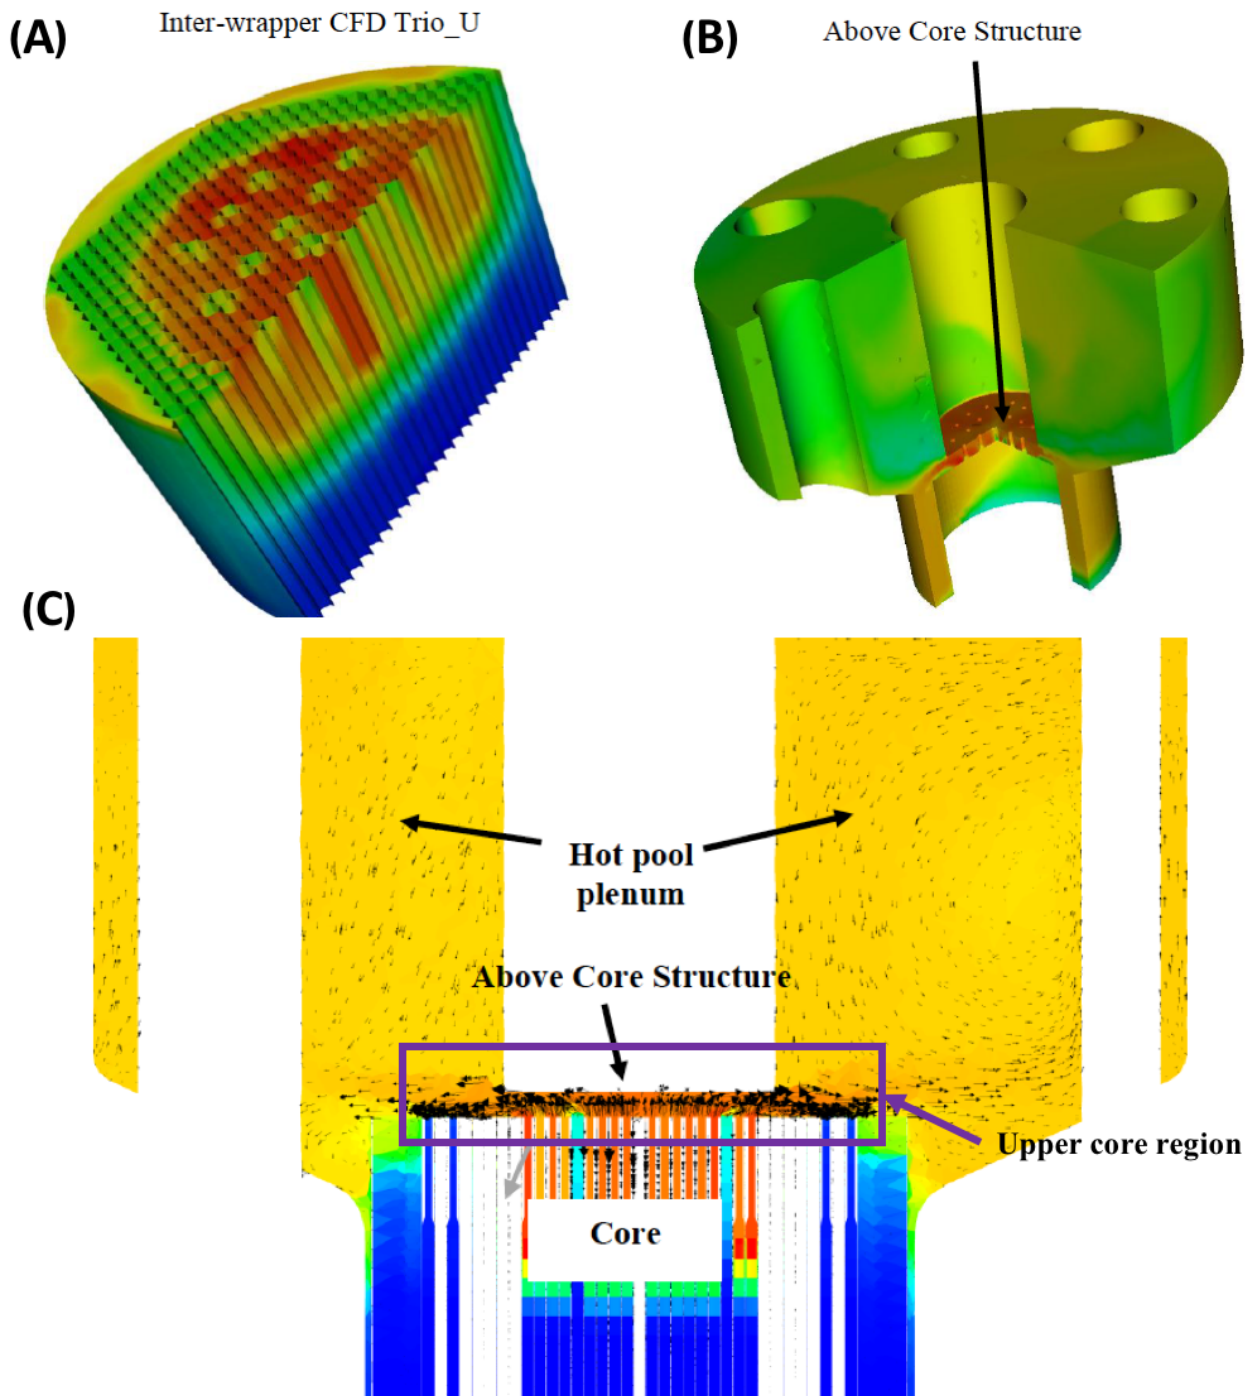 (A)
Inter-wrapper CFD Trio_U
(B)
Above Core Structure
(C)
Hot pool
plenum
Above Core Structure
Upper core region
Core